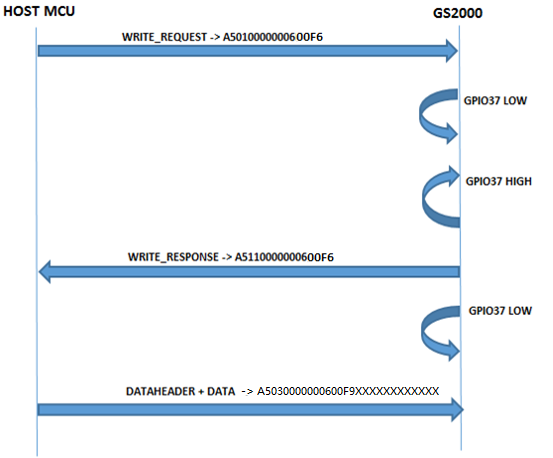 HOST MCU
GS2000
WRITE_REQUEST -> A5010000000600F6
GPIO37 LOW
GPIO37 HIGH
WRITE_RESPONSE -> A5110000000600F6
GPIO37 LOW
DATAHEADER + DATA -> A5030000000600F9XXXXXXXXXXXX